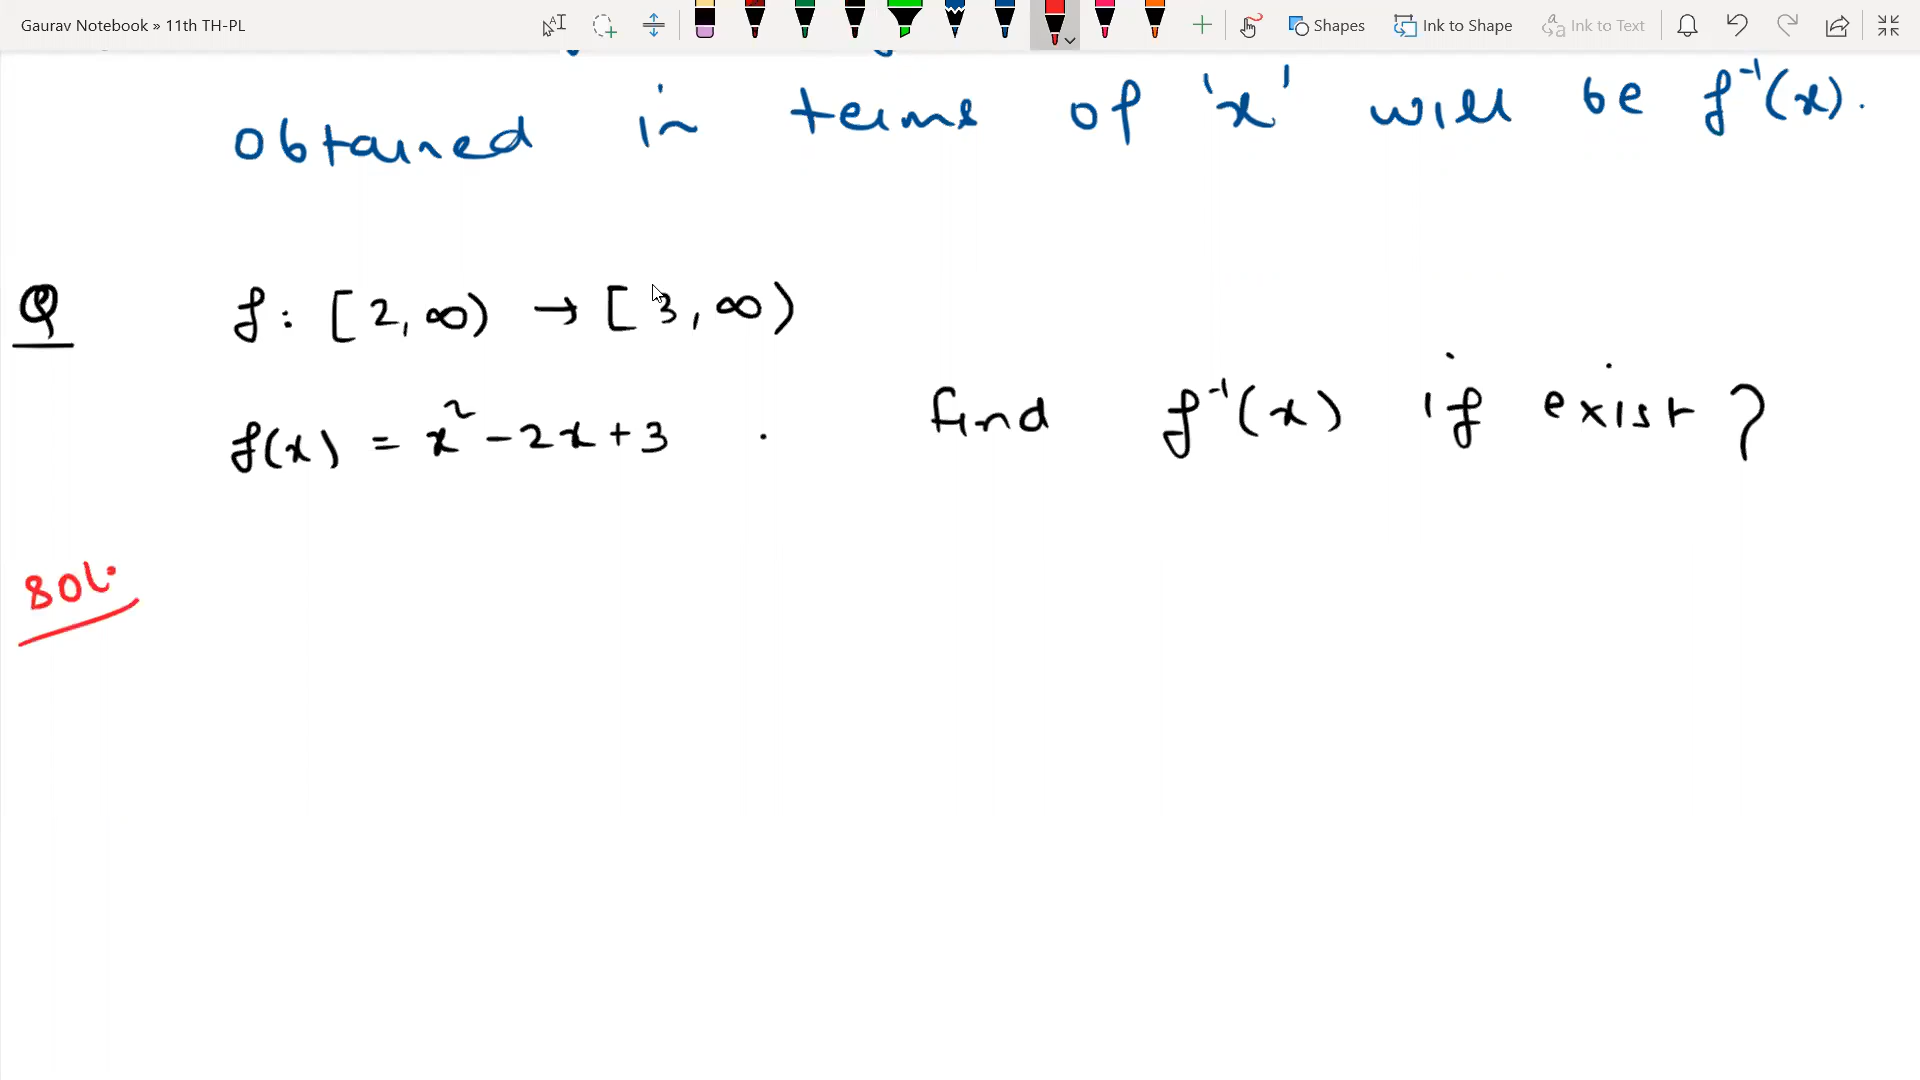 Gaurav Notebook » 11th TH-PL
Shapes
Ink to Shape
Ink to Text
obtained in terms of 'x' will be f⁻¹(x).
Q f: [2, ∞) → [3, ∞)
f(x) = x² - 2x + 3 . find f⁻¹(x) if exist?
Sol.